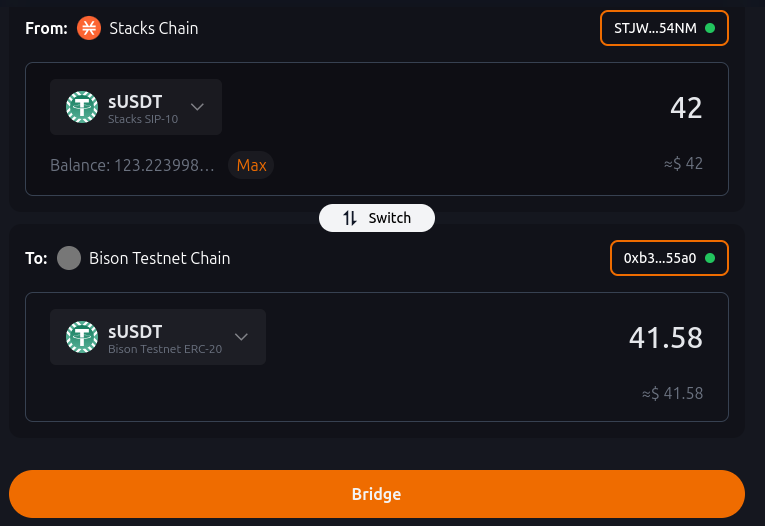 From: Stacks Chain STJW...54NM
sUSDT 42
Stacks SIP-10
Balance: 123.223998... Max ≈$ 42
Switch
To: Bison Testnet Chain 0xb3...55a0
sUSDT 41.58
Bison Testnet ERC-20
≈$ 41.58
Bridge